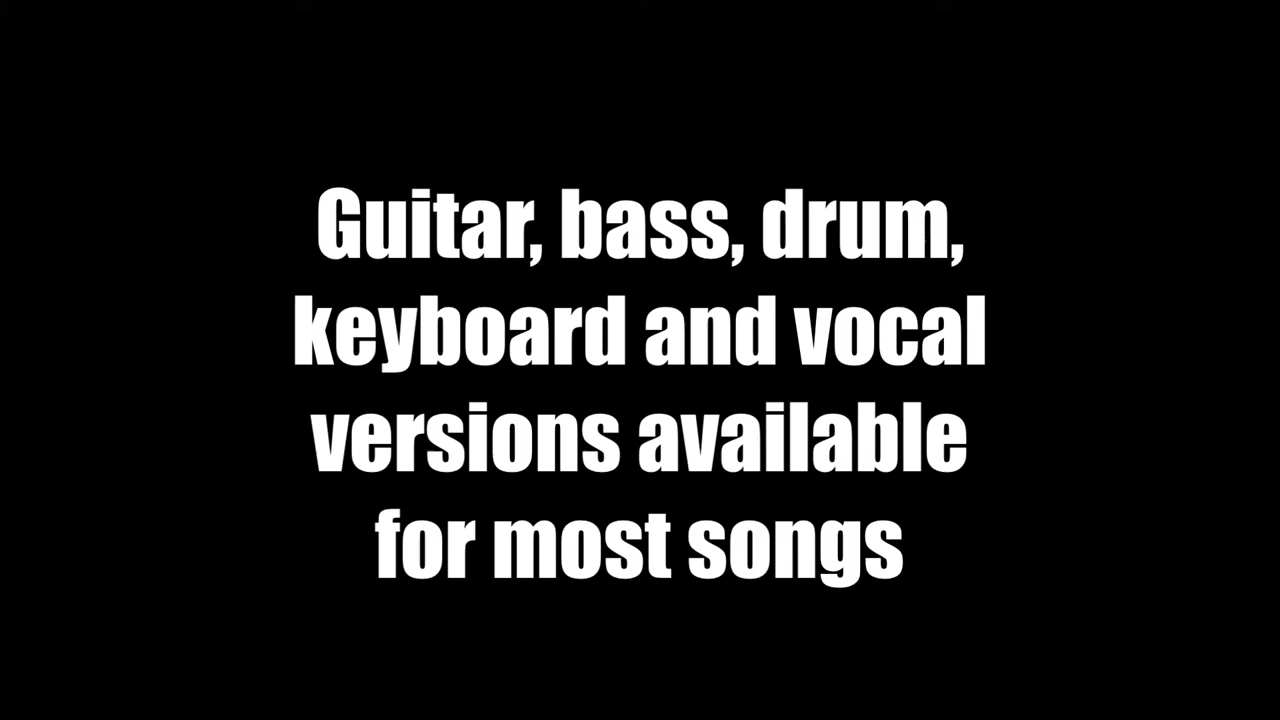 Guitar, bass, drum,
keyboard and vocal
versions available
for most songs